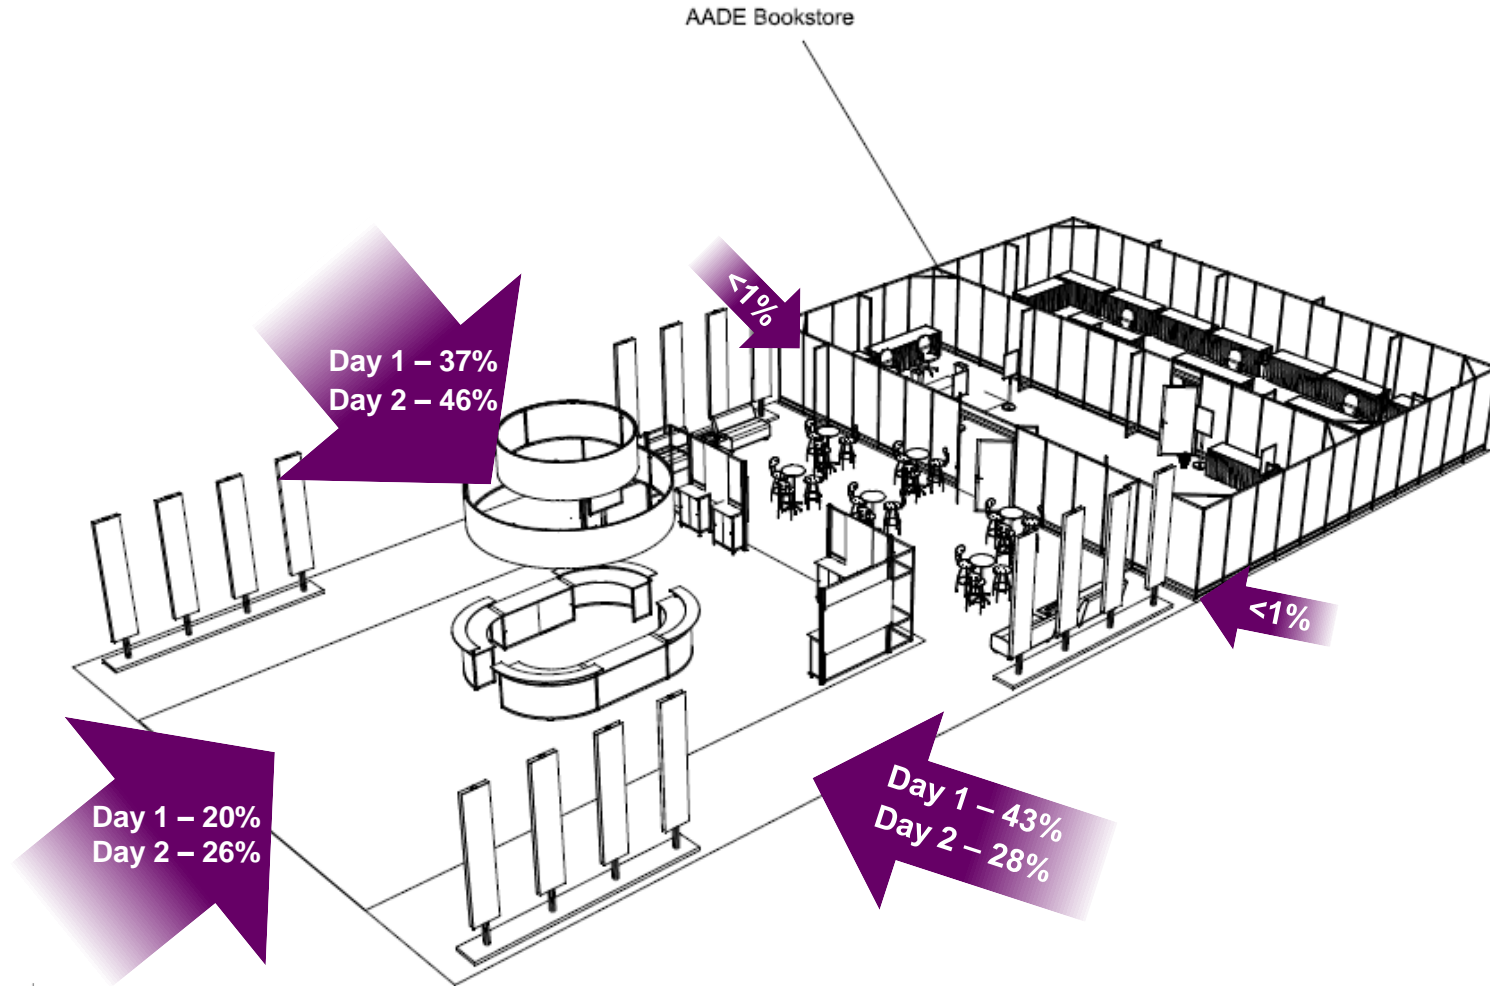 AADE Bookstore
<1%
Day 1 – 37%
Day 2 – 46%
<1%
Day 1 – 20%
Day 2 – 26%
Day 1 – 43%
Day 2 – 28%